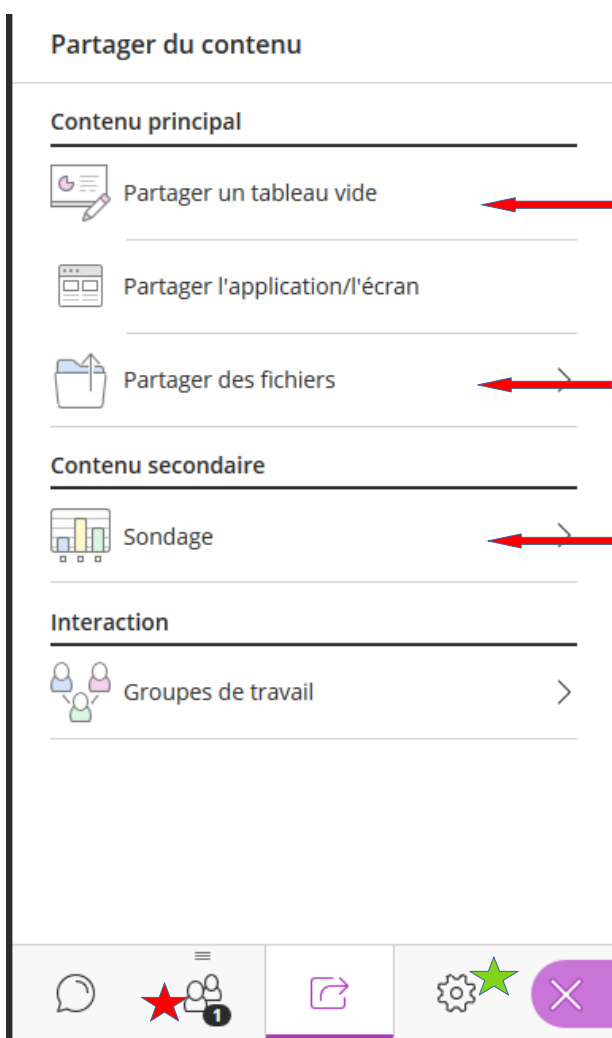 Partager du contenu
Contenu principal
Partager un tableau vide
Partager l'application/l'écran
Partager des fichiers
Contenu secondaire
Sondage
Interaction
Groupes de travail
1